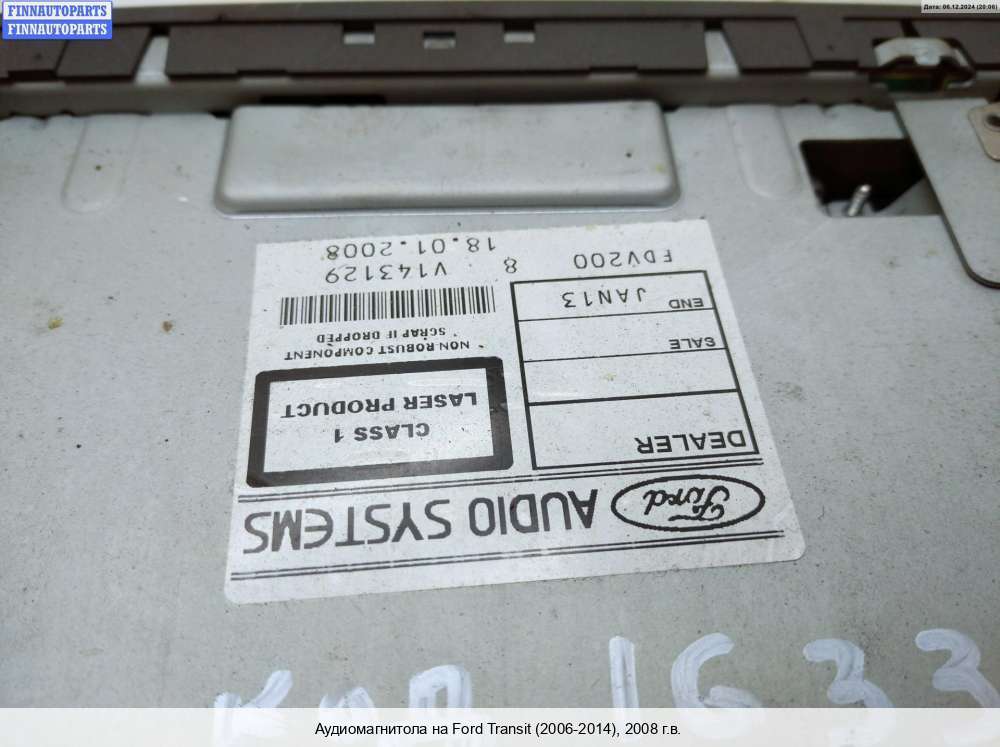 FINNAUTOPARTS
FINNAUTOPARTS
Дата: 06.12.2024 (20:06)
Ford AUDIO SYSTEMS
DEALER
SALE
END JAN13
CLASS 1
LASER PRODUCT
* NON ROBUST COMPONENT
* SCRAP IF DROPPED
FDV200 8 V143129
18.01.2008
код 1633
Аудиомагнитола на Ford Transit (2006-2014), 2008 г.в.